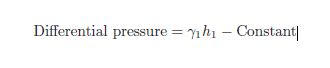 Differential pressure = γ₁h₁ − Constant